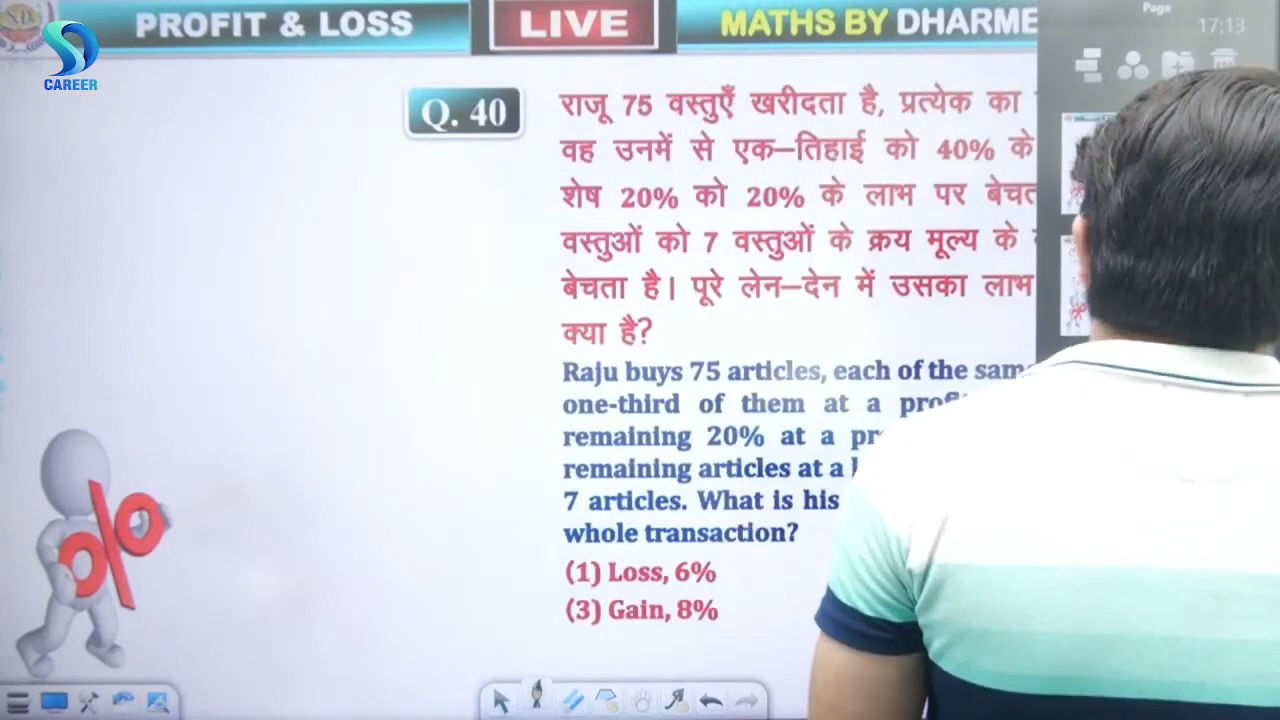 PROFIT & LOSS
LIVE
MATHS BY DHARME
Page
17:13
CAREER
Q. 40
राजू 75 वस्तुएँ खरीदता है, प्रत्येक का
वह उनमें से एक–तिहाई को 40% के
शेष 20% को 20% के लाभ पर बेचत
वस्तुओं को 7 वस्तुओं के क्रय मूल्य के
बेचता है। पूरे लेन–देन में उसका लाभ
क्या है?
Raju buys 75 articles, each of the same
one-third of them at a prof
remaining 20% at a pr
remaining articles at a l
7 articles. What is his
whole transaction?
(1) Loss, 6%
(3) Gain, 8%
%